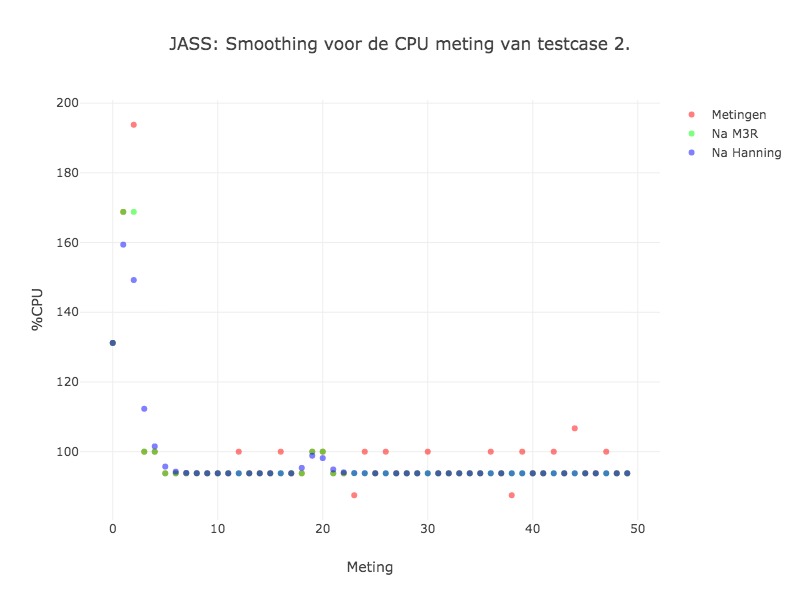 JASS: Smoothing voor de CPU meting van testcase 2.
200
180
160
140
120
100
%CPU
0
10
20
30
40
50
Meting
Metingen
Na M3R
Na Hanning